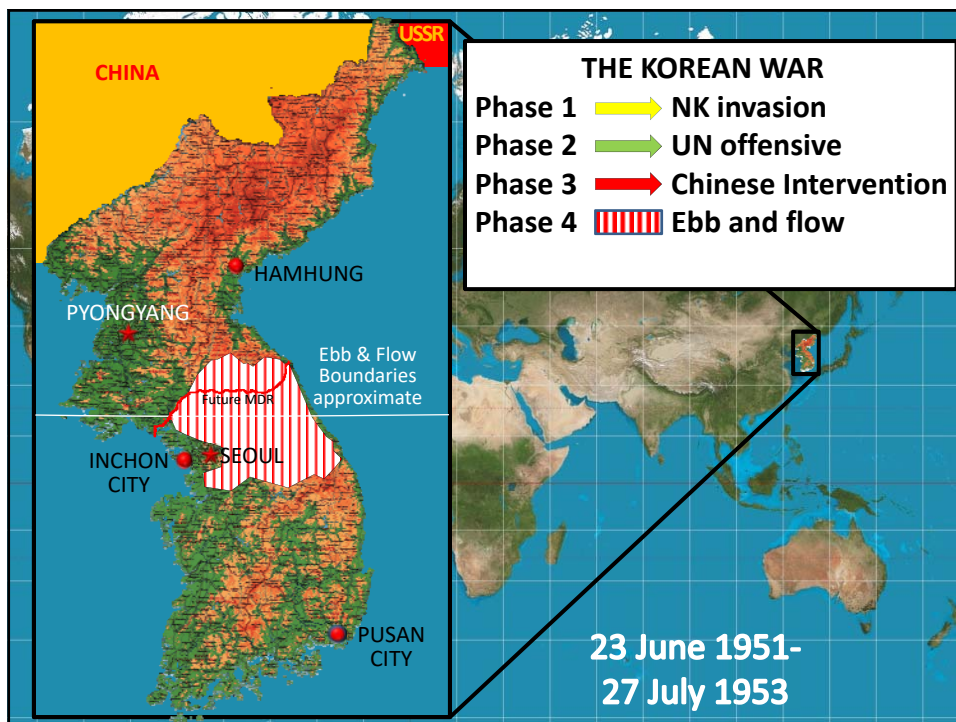 USSR
CHINA
THE KOREAN WAR
Phase 1 NK invasion
Phase 2 UN offensive
Phase 3 Chinese Intervention
Phase 4 Ebb and flow
HAMHUNG
PYONGYANG
Ebb & Flow
Boundaries
approximate
Future MDR
INCHON
CITY
SEOUL
PUSAN
CITY
23 June 1951-
27 July 1953